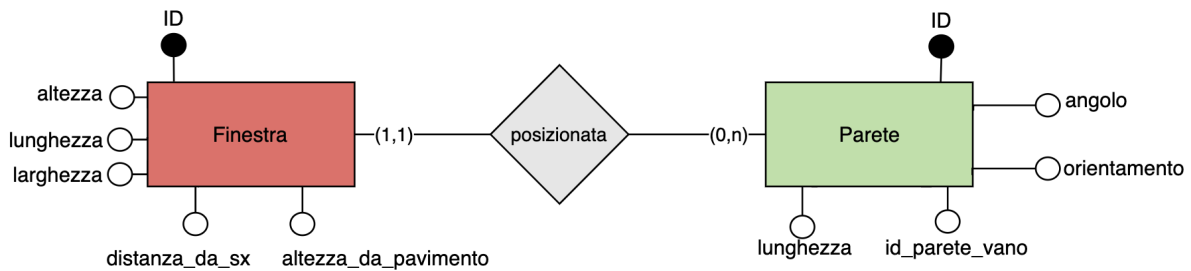 ID
ID
altezza
angolo
lunghezza
Finestra
(1,1)
posizionata
(0,n)
Parete
larghezza
orientamento
distanza_da_sx
altezza_da_pavimento
lunghezza
id_parete_vano